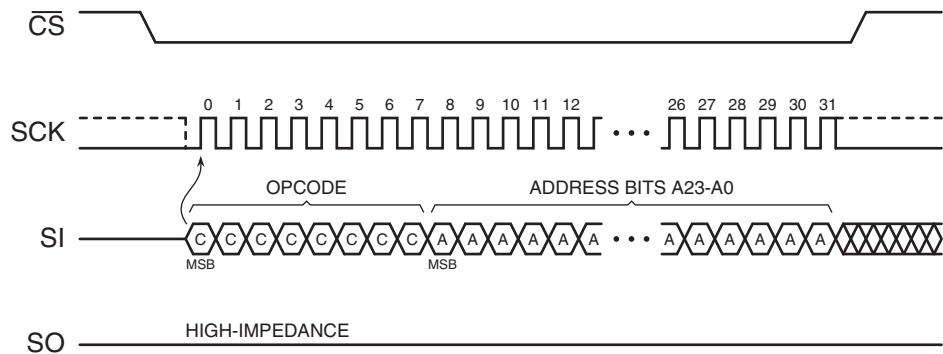 CS
0 1 2 3 4 5 6 7 8 9 10 11 12 26 27 28 29 30 31
SCK
OPCODE ADDRESS BITS A23-A0
SI C C C C C C C C A A A A A A A A A A A A
MSB MSB
HIGH-IMPEDANCE
SO